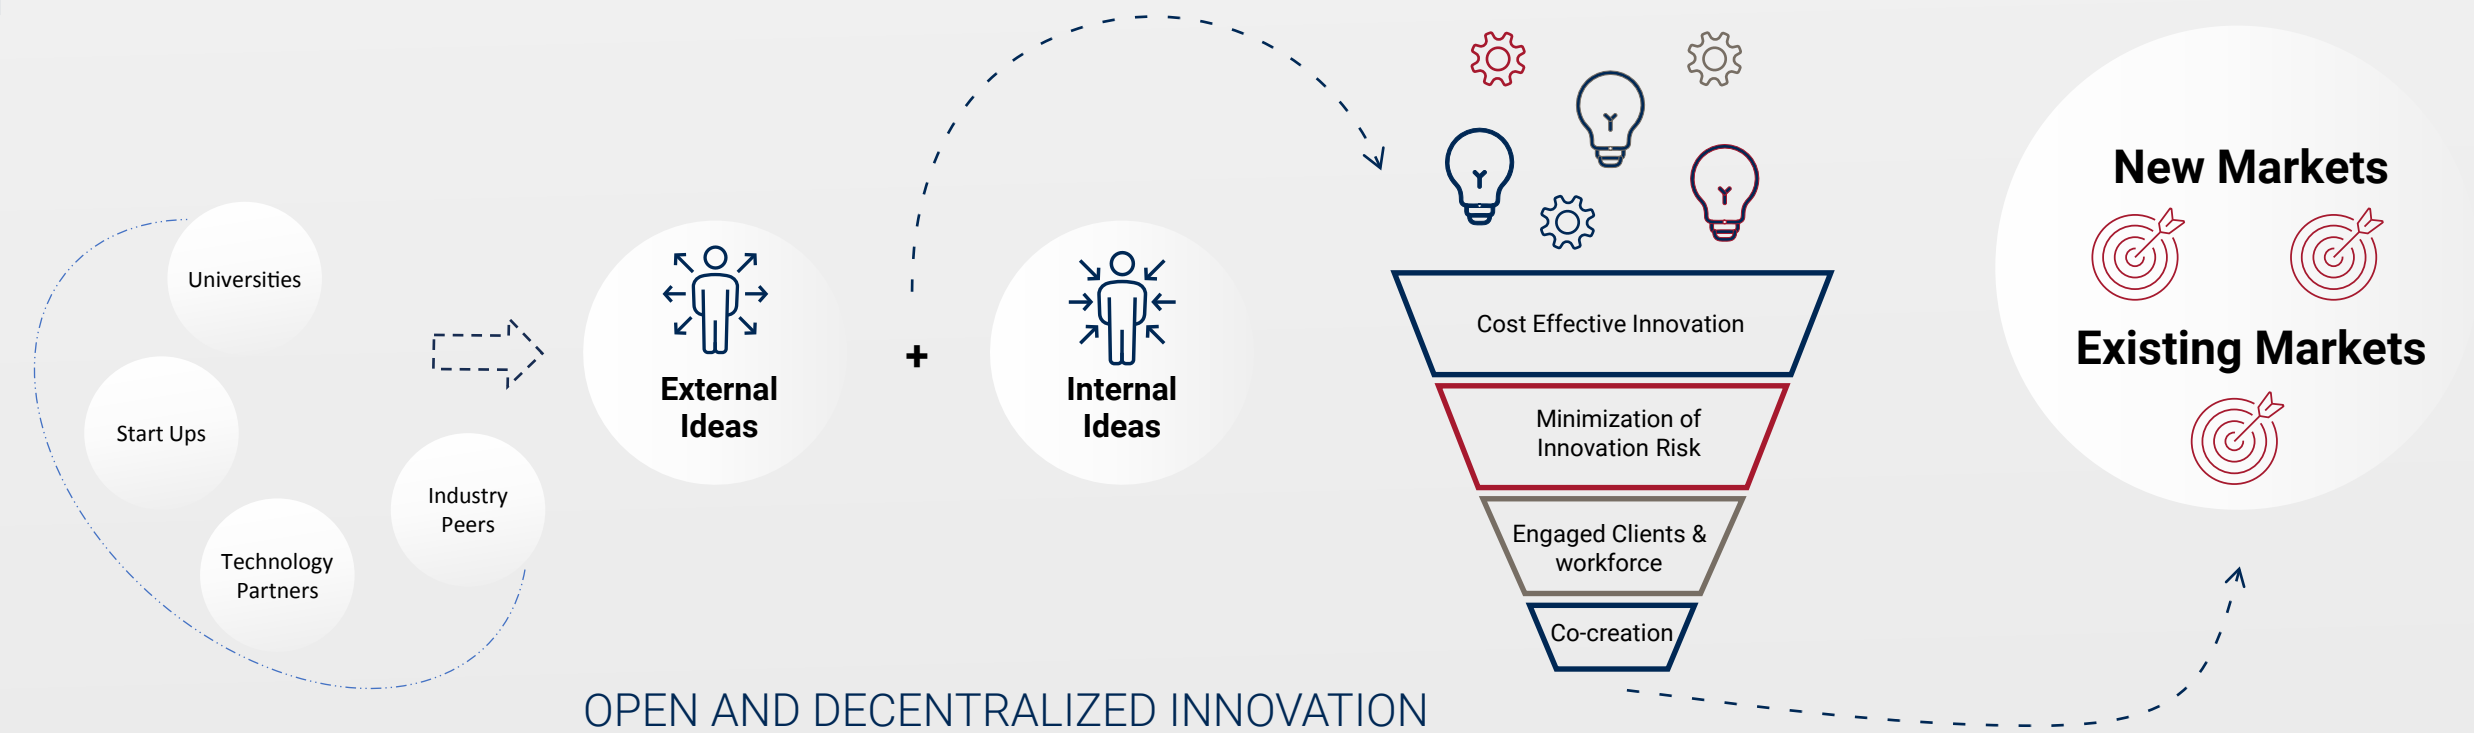 Universities
Start Ups
Technology
Partners
Industry
Peers
External
Ideas
+
Internal
Ideas
Cost Effective Innovation
Minimization of
Innovation Risk
Engaged Clients &
workforce
Co-creation
New Markets
Existing Markets
OPEN AND DECENTRALIZED INNOVATION